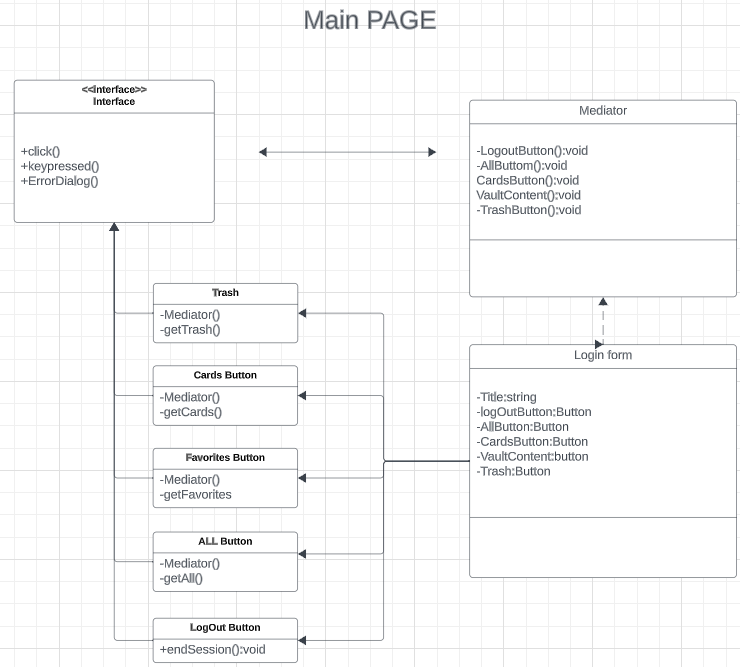 Main PAGE
<<interface>>
Interface
+click()
+keypressed()
+ErrorDialog()
Mediator
-LogoutButton():void
-AllButtom():void
CardsButton():void
VaultContent():void
-TrashButton():void
Trash
-Mediator()
-getTrash()
Cards Button
-Mediator()
-getCards()
Favorites Button
-Mediator()
-getFavorites
ALL Button
-Mediator()
-getAll()
LogOut Button
+endSession():void
Login form
-Title:string
-logOutButton:Button
-AllButton:Button
-CardsButton:Button
-VaultContent:button
-Trash:Button